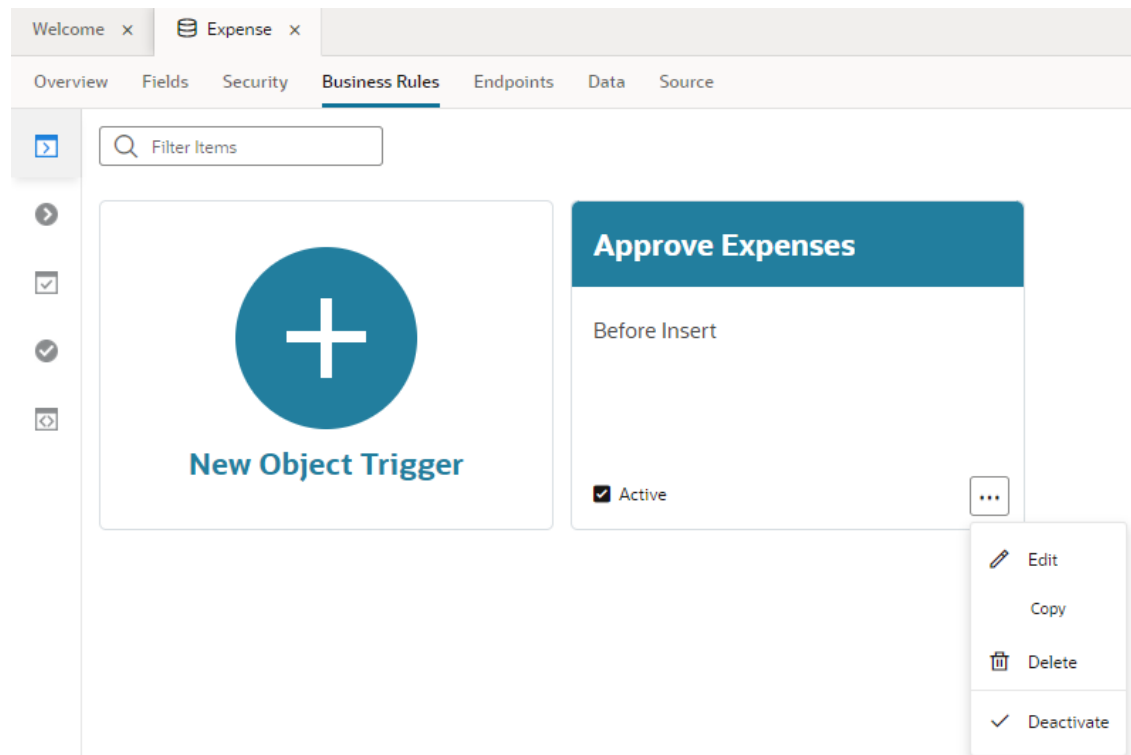 Welcome
Expense
Overview Fields Security Business Rules Endpoints Data Source
Filter Items
New Object Trigger
Approve Expenses
Before Insert
Active
Edit
Copy
Delete
Deactivate